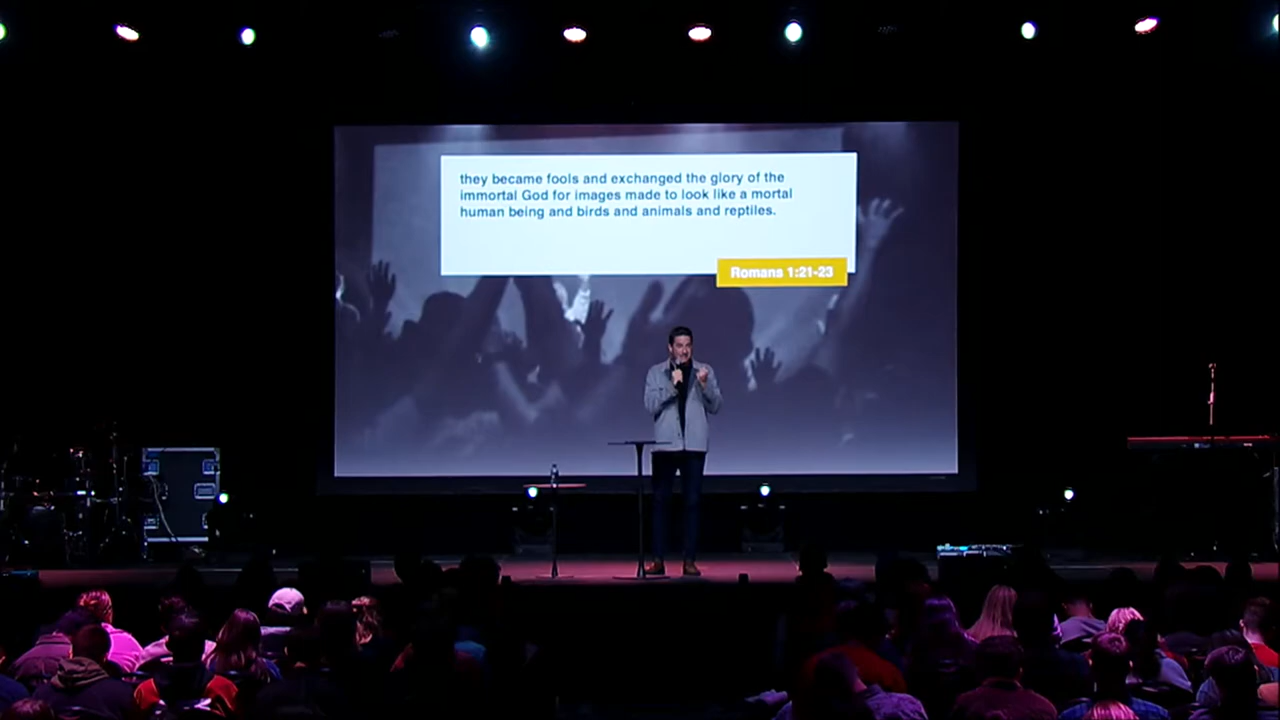 they became fools and exchanged the glory of the
immortal God for images made to look like a mortal
human being and birds and animals and reptiles.
Romans 1:21-23